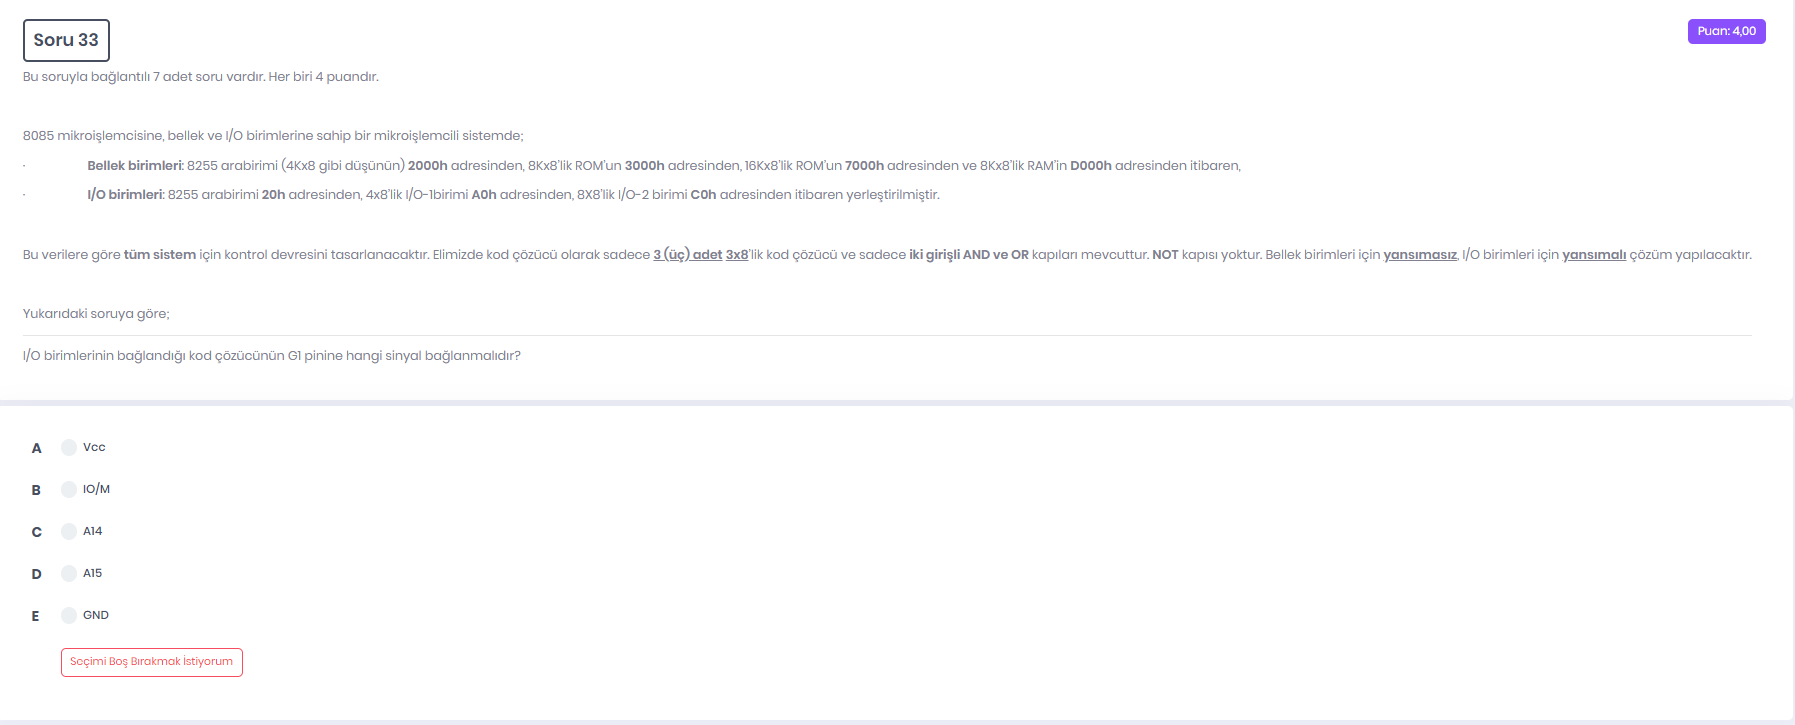 Soru 33
Puan: 4,00
Bu soruyla bağlantılı 7 adet soru vardır. Her biri 4 puandır.
8085 mikroişlemcisine, bellek ve I/O birimlerine sahip bir mikroişlemcili sistemde;
· Bellek birimleri: 8255 arabirimi (4Kx8 gibi düşünün) 2000h adresinden, 8Kx8'lik ROM'un 3000h adresinden, 16Kx8'lik ROM'un 7000h adresinden ve 8Kx8'lik RAM'in D000h adresinden itibaren,
· I/O birimleri: 8255 arabirimi 20h adresinden, 4x8'lik I/O-1birimi A0h adresinden, 8X8'lik I/O-2 birimi C0h adresinden itibaren yerleştirilmiştir.
Bu verilere göre tüm sistem için kontrol devresini tasarlanacaktır. Elimizde kod çözücü olarak sadece 3 (üç) adet 3x8'lik kod çözücü ve sadece iki girişli AND ve OR kapıları mevcuttur. NOT kapısı yoktur. Bellek birimleri için yansımasız, I/O birimleri için yansımalı çözüm yapılacaktır.
Yukarıdaki soruya göre;
I/O birimlerinin bağlandığı kod çözücünün G1 pinine hangi sinyal bağlanmalıdır?
A Vcc
B IO/M
C A14
D A15
E GND
Seçimi Boş Bırakmak İstiyorum